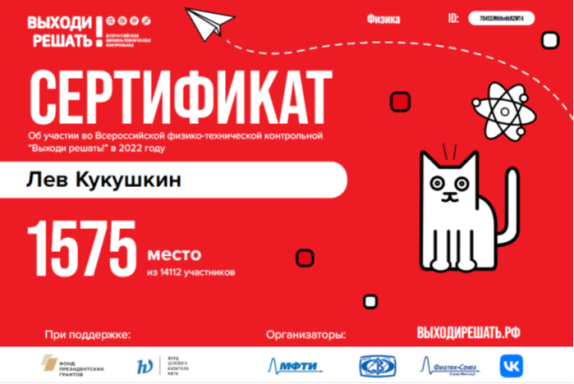 ВЫХОДИ
РЕШАТЬ!
ВСЕРОССИЙСКАЯ
ФИЗИКО-ТЕХНИЧЕСКАЯ
КОНТРОЛЬНАЯ
Физика
ID:
СЕРТИФИКАТ
Об участии во Всероссийской физико-технической контрольной
"Выходи решать!" в 2022 году
Лев Кукушкин
1575 место
из 14112 участников
При поддержке:
Организаторы:
ВЫХОДИРЕШАТЬ.РФ
ФОНД
ПРЕЗИДЕНТСКИХ
ГРАНТОВ
ФОНД
ЦЕЛЕВОГО
КАПИТАЛА
МФТИ
МФТИ
Физтех-Союз